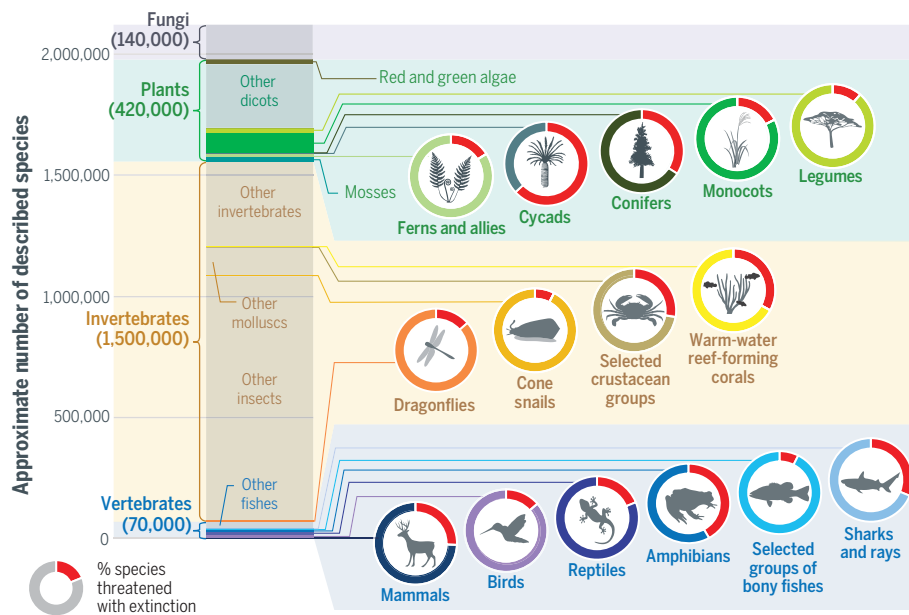 Approximate number of described species
2,000,000
1,500,000
1,000,000
500,000
0
Fungi
(140,000)
Plants
(420,000)
Invertebrates
(1,500,000)
Vertebrates
(70,000)
Other
dicots
Other
invertebrates
Other
insects
Red and green algae
Mosses
Other
molluscs
Other
fishes
Ferns and allies
Cycads
Conifers
Monocots
Legumes
Dragonflies
Cone
snails
Selected
crustacean
groups
Warm-water
reef-forming
corals
Mammals
Birds
Reptiles
Amphibians
Selected
groups of
bony fishes
Sharks
and rays
% species
threatened
with extinction